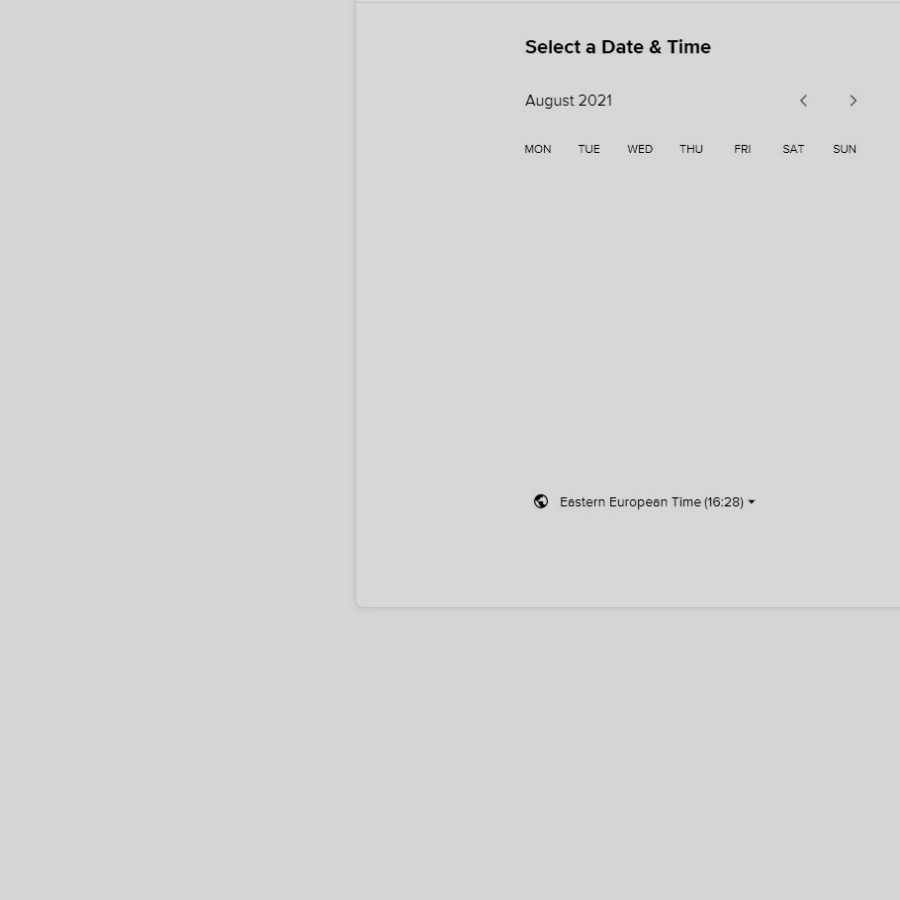 Select a Date & Time
August 2021
MON TUE WED THU FRI SAT SUN
Eastern European Time (16:28)